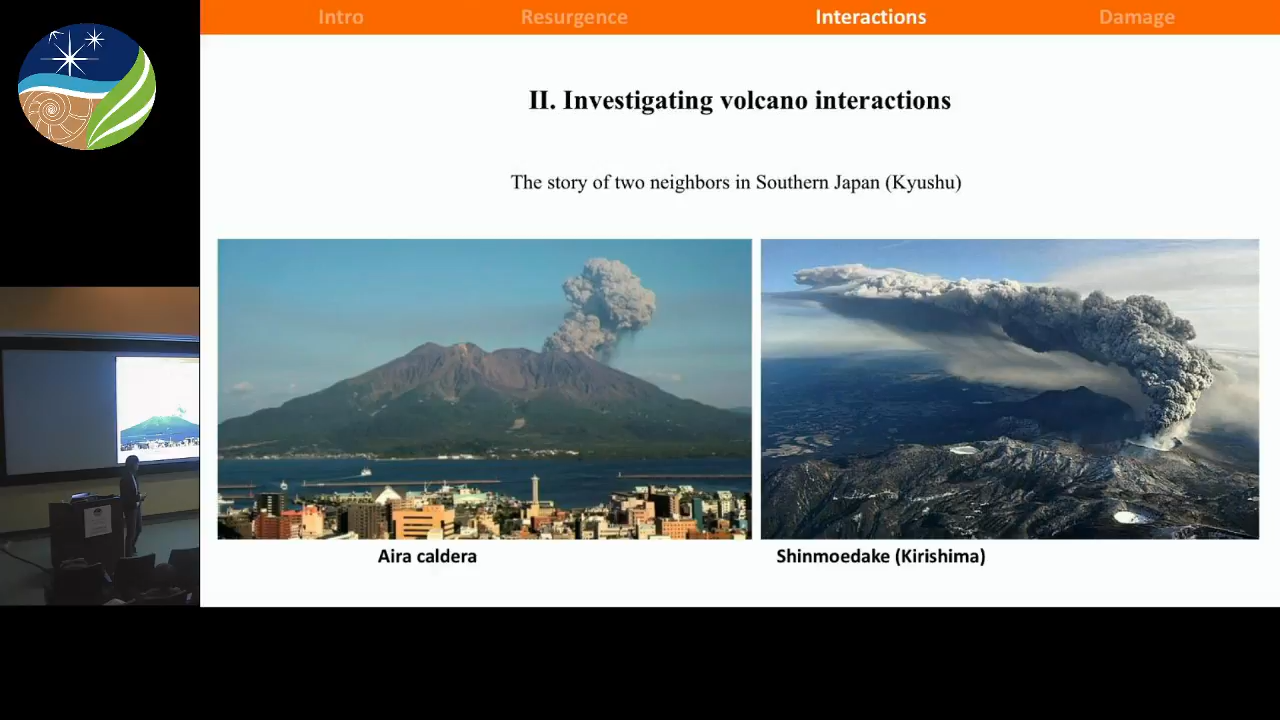 Intro
Resurgence
Interactions
Damage
II. Investigating volcano interactions
The story of two neighbors in Southern Japan (Kyushu)
Aira caldera
Shinmoedake (Kirishima)